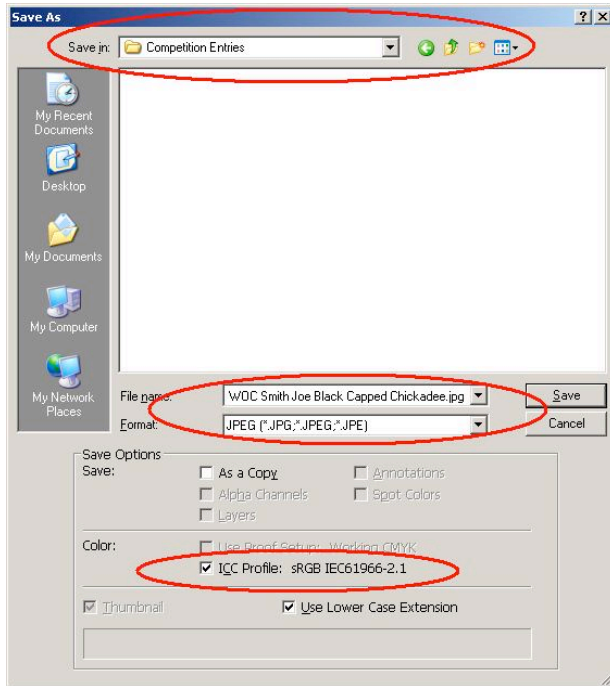 Save As
Save in: Competition Entries
My Recent
Documents
Desktop
My Documents
My Computer
My Network
Places
File name: WOC Smith Joe Black Capped Chickadee.jpg Save
Format: JPEG (*.JPG;*.JPEG;*.JPE) Cancel
Save Options
Save: As a Copy Annotations
Alpha Channels Spot Colors
Layers
Color: Use Proof Setup: Working CMYK
ICC Profile: sRGB IEC61966-2.1
Thumbnail Use Lower Case Extension